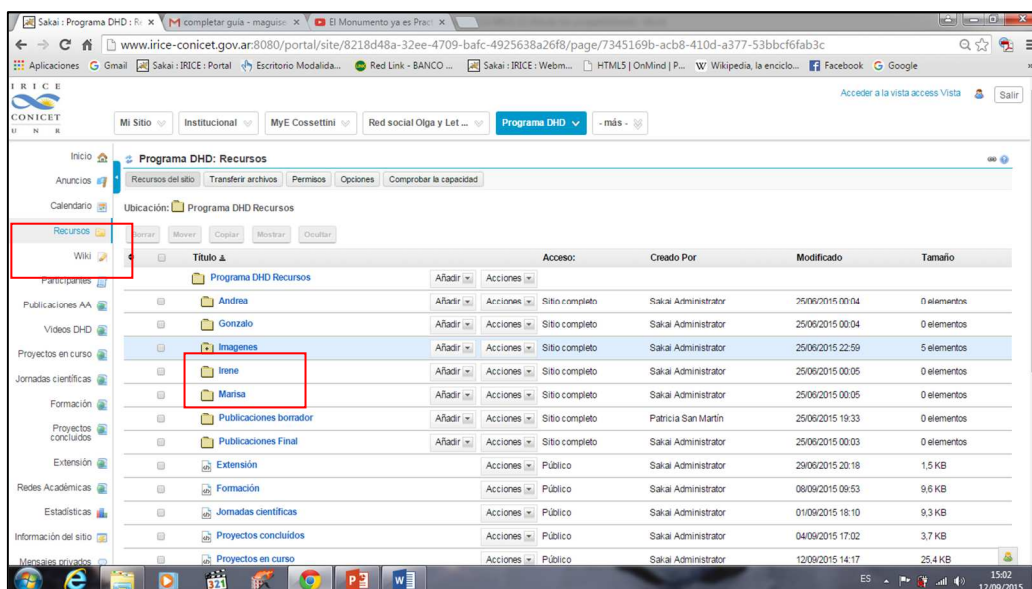 Sakai : Programa DHD : Re
completar guia - maguise
El Monumento ya es Pract
www.irice-conicet.gov.ar:8080/portal/site/8218d48a-32ee-4709-bafc-4925638a26f8/page/7345169b-acb8-410d-a377-53bbcf6fab3c
Aplicaciones Gmail Sakai : IRICE : Portal Escritorio Modalida... Red Link - BANCO ... Sakai : IRICE : Webm... HTML5 | OnMind | P... Wikipedia, la enciclo... Facebook Google
IRICE
CONICET
U N R
Acceder a la vista access Vista Salir
Mi Sitio Institucional MyE Cossettini Red social Olga y Let ... Programa DHD - más -
Inicio
Anuncios
Calendario
Recursos
Wiki
Participantes
Publicaciones AA
Videos DHD
Proyectos en curso
Jornadas científicas
Formación
Proyectos
concluidos
Extensión
Redes Académicas
Estadísticas
Información del sitio
Mensajes privados
Programa DHD: Recursos
Recursos del sitio Transferir archivos Permisos Opciones Comprobar la capacidad
Ubicación: Programa DHD Recursos
Borrar Mover Copiar Mostrar Ocultar
Título Acceso: Creado Por Modificado Tamaño
Programa DHD Recursos Añadir Acciones
Andrea Añadir Acciones Sitio completo Sakai Administrator 25/06/2015 00:04 0 elementos
Gonzalo Añadir Acciones Sitio completo Sakai Administrator 25/06/2015 00:04 0 elementos
Imagenes Añadir Acciones Sitio completo Sakai Administrator 25/06/2015 22:59 5 elementos
Irene Añadir Acciones Sitio completo Sakai Administrator 25/06/2015 00:05 0 elementos
Marisa Añadir Acciones Sitio completo Sakai Administrator 25/06/2015 00:05 0 elementos
Publicaciones borrador Añadir Acciones Sitio completo Patricia San Martín 25/06/2015 19:33 0 elementos
Publicaciones Final Añadir Acciones Sitio completo Sakai Administrator 25/06/2015 00:03 0 elementos
Extensión Acciones Público Sakai Administrator 29/06/2015 20:18 1,5 KB
Formación Acciones Público Sakai Administrator 08/09/2015 09:53 9,6 KB
Jornadas científicas Acciones Público Sakai Administrator 01/09/2015 18:10 9,3 KB
Proyectos concluídos Acciones Público Sakai Administrator 04/09/2015 17:02 3,7 KB
Proyectos en curso Acciones Público Sakai Administrator 12/09/2015 14:17 25,4 KB
321
ES
15:02
12/09/2015